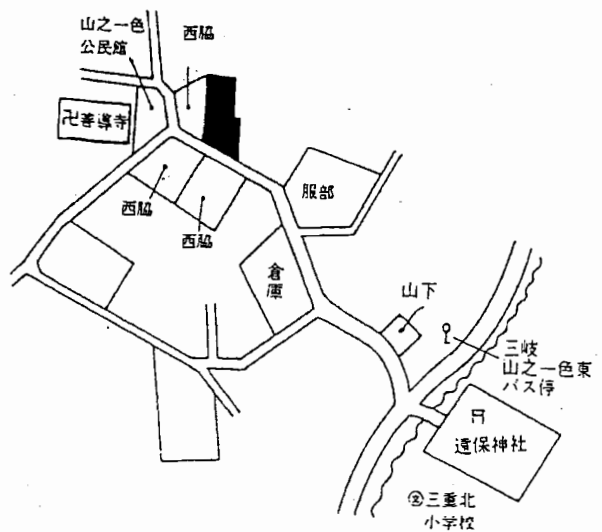 山之一色
公民館
西脇
卍善導寺
西脇
西脇
服部
倉庫
山下
三岐
山之一色東
バス停
遠保神社
㊫三重北
小学校